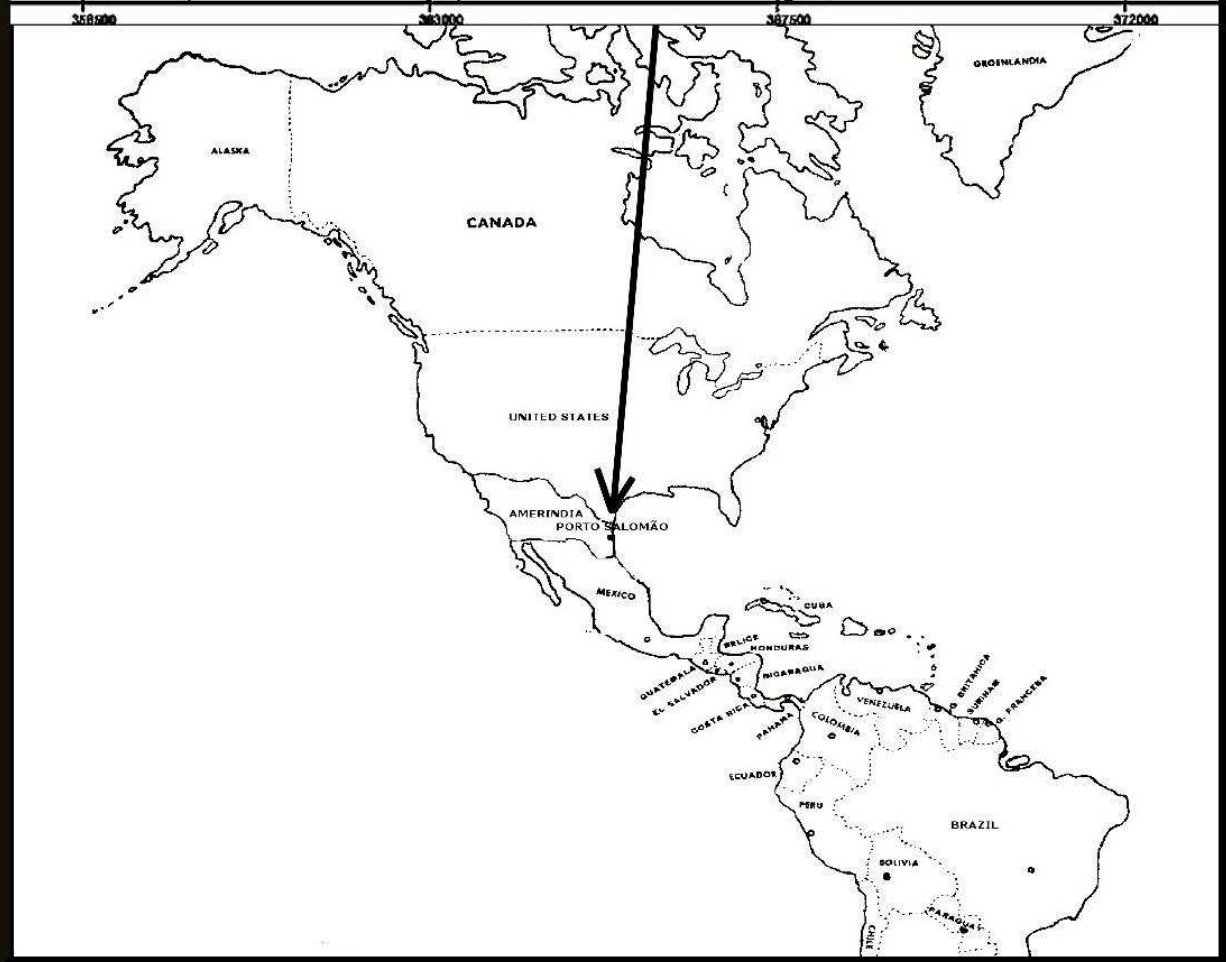 358500 363000 367500 372000
GROENLANDIA
ALASKA
CANADA
UNITED STATES
AMERINDIA
PORTO SALOMÃO
MEXICO
CUBA
BELICE
HONDURAS
NICARAGUA
GUATEMALA
EL SALVADOR
COSTA RICA
PANAMA
VENEZUELA
G. BRITANICA
SURINAM
G. FRANCESA
COLOMBIA
ECUADOR
PERU
BRAZIL
BOLIVIA
PARAGUAY
CHILE